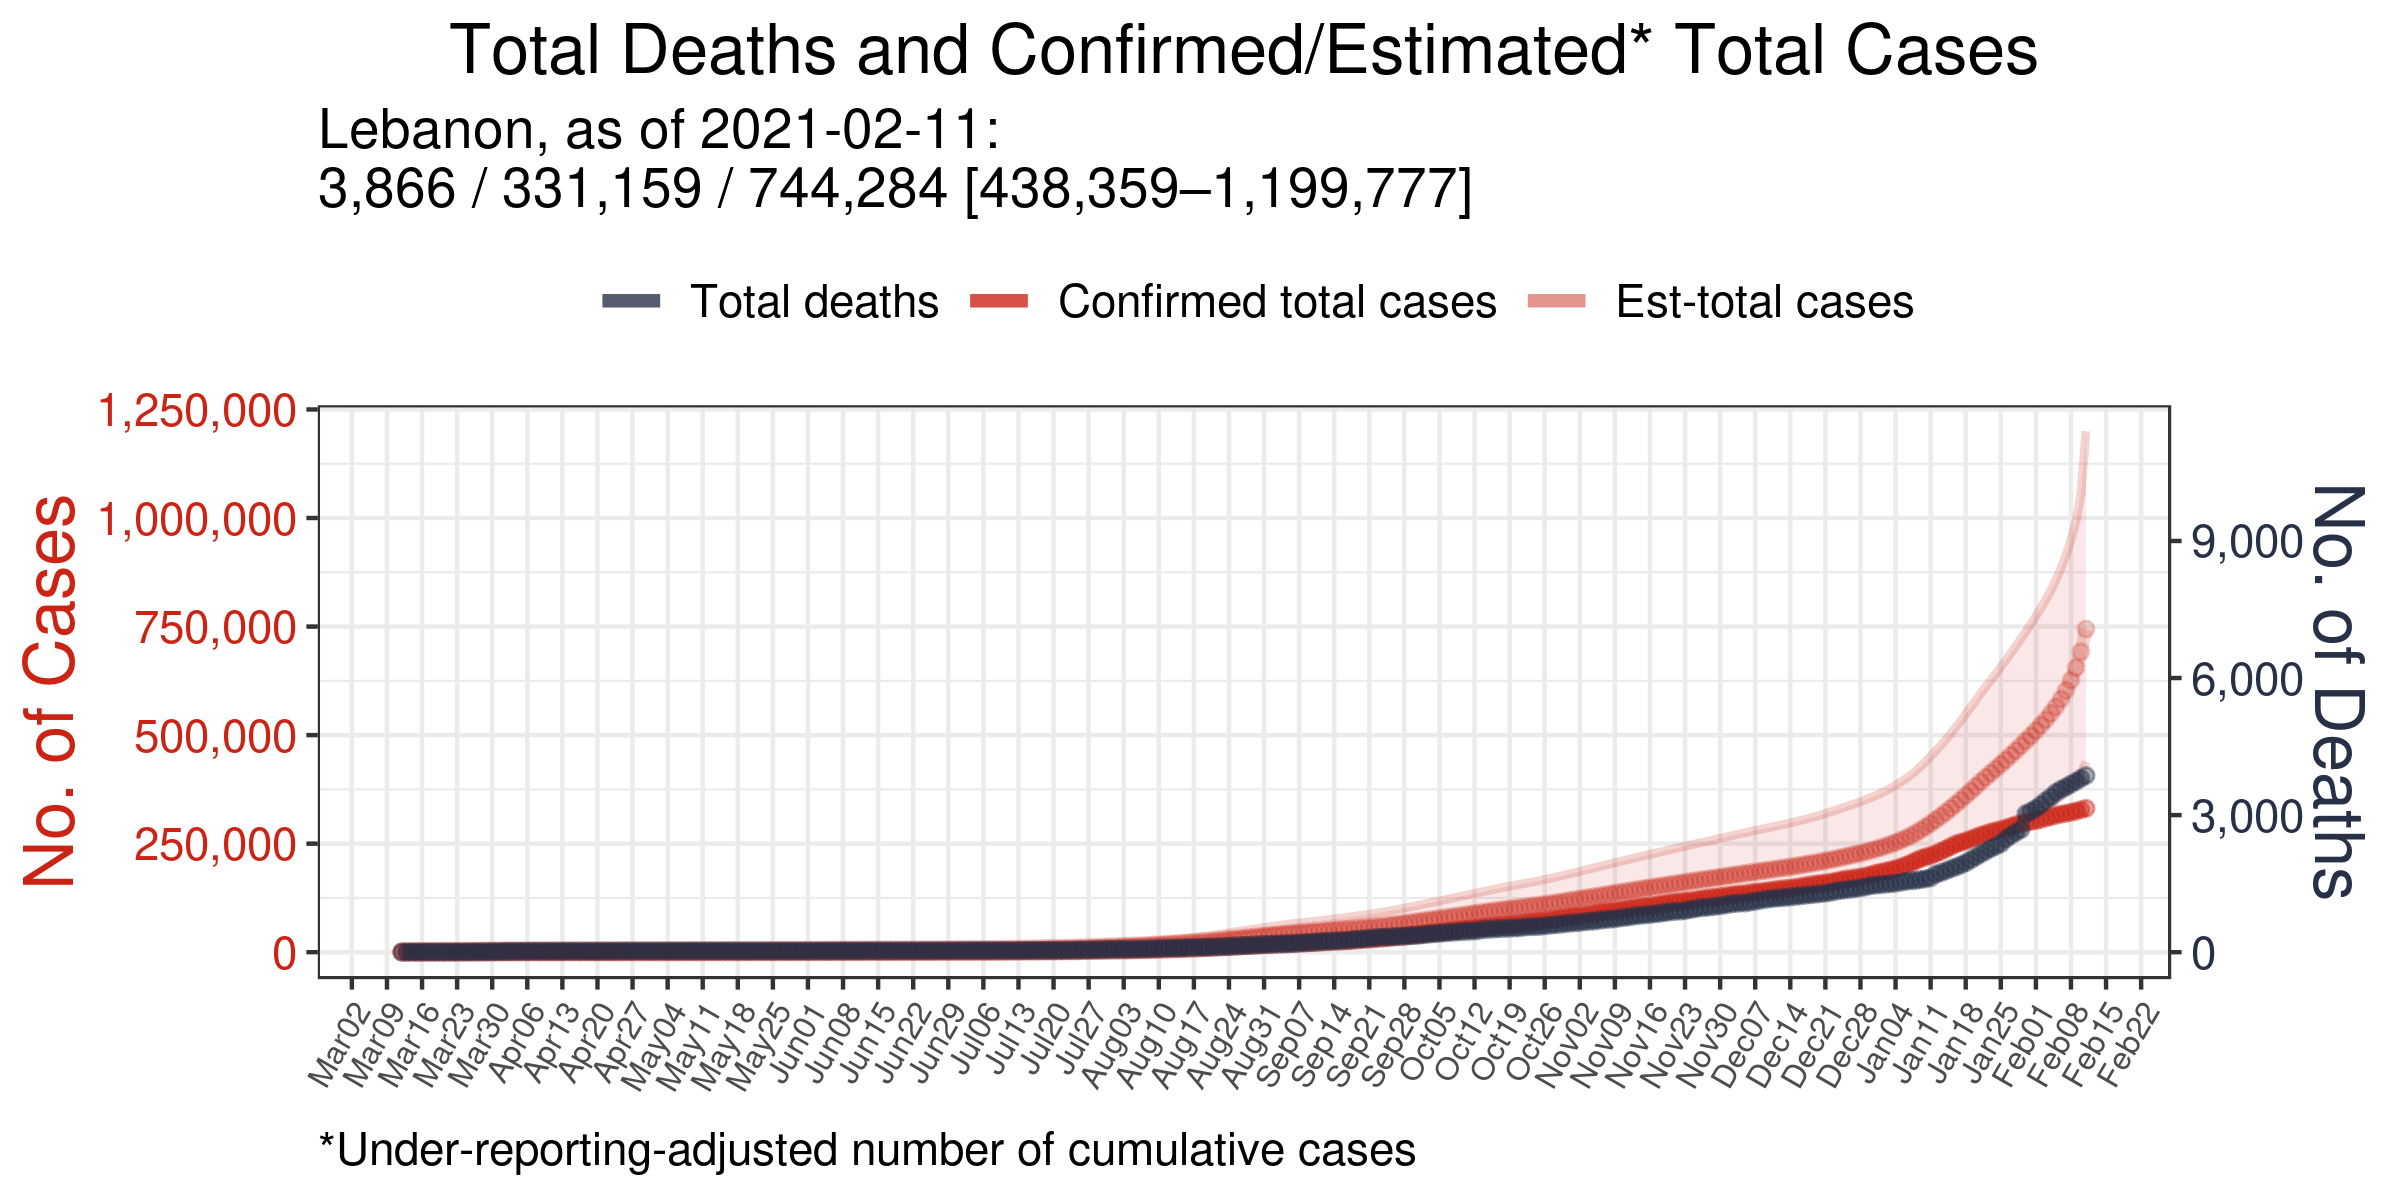 Total Deaths and Confirmed/Estimated* Total Cases
Lebanon, as of 2021-02-11:
3,866 / 331,159 / 744,284 [438,359–1,199,777]
Total deaths
Confirmed total cases
Est-total cases
No. of Cases
1,250,000
1,000,000
750,000
500,000
250,000
0
9,000
6,000
3,000
0
No. of Deaths
Mar02
Mar09
Mar16
Mar23
Mar30
Apr06
Apr13
Apr20
Apr27
May04
May11
May18
May25
Jun01
Jun08
Jun15
Jun22
Jun29
Jul06
Jul13
Jul20
Jul27
Aug03
Aug10
Aug17
Aug24
Aug31
Sep07
Sep14
Sep21
Sep28
Oct05
Oct12
Oct19
Oct26
Nov02
Nov09
Nov16
Nov23
Nov30
Dec07
Dec14
Dec21
Dec28
Jan04
Jan11
Jan18
Jan25
Feb01
Feb08
Feb15
Feb22
*Under-reporting-adjusted number of cumulative cases